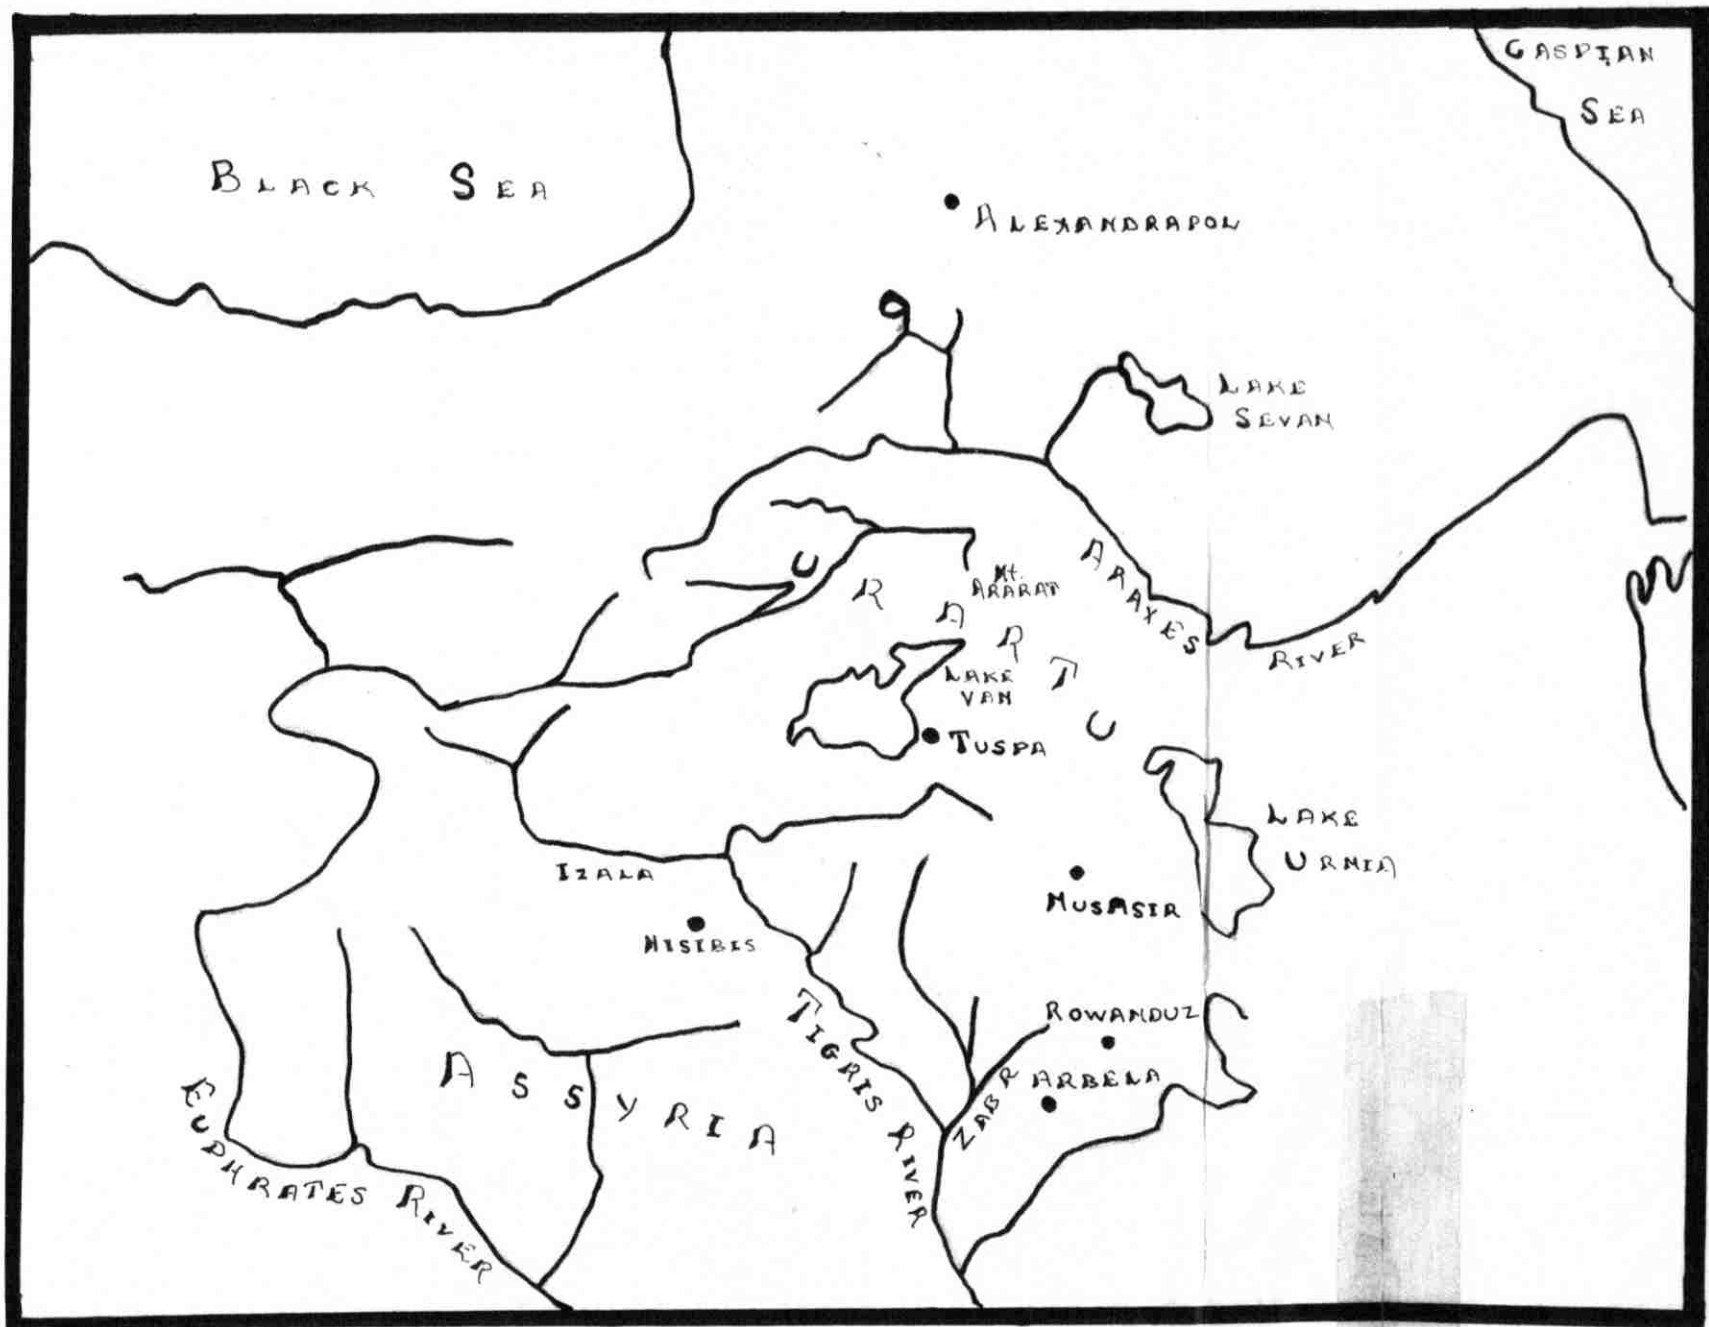 CASPIAN
SEA
BLACK SEA
ALEXANDRAPOL
LAKE
SEVAN
ARAXES RIVER
Mt.
ARARAT
URARTU
LAKE
VAN
TUSPA
LAKE
URMIA
IZALA
MUSASIR
NISIBIS
TIGRIS RIVER
ROWANDUZ
ZAB R
ARBELA
ASSYRIA
EUPHRATES RIVER